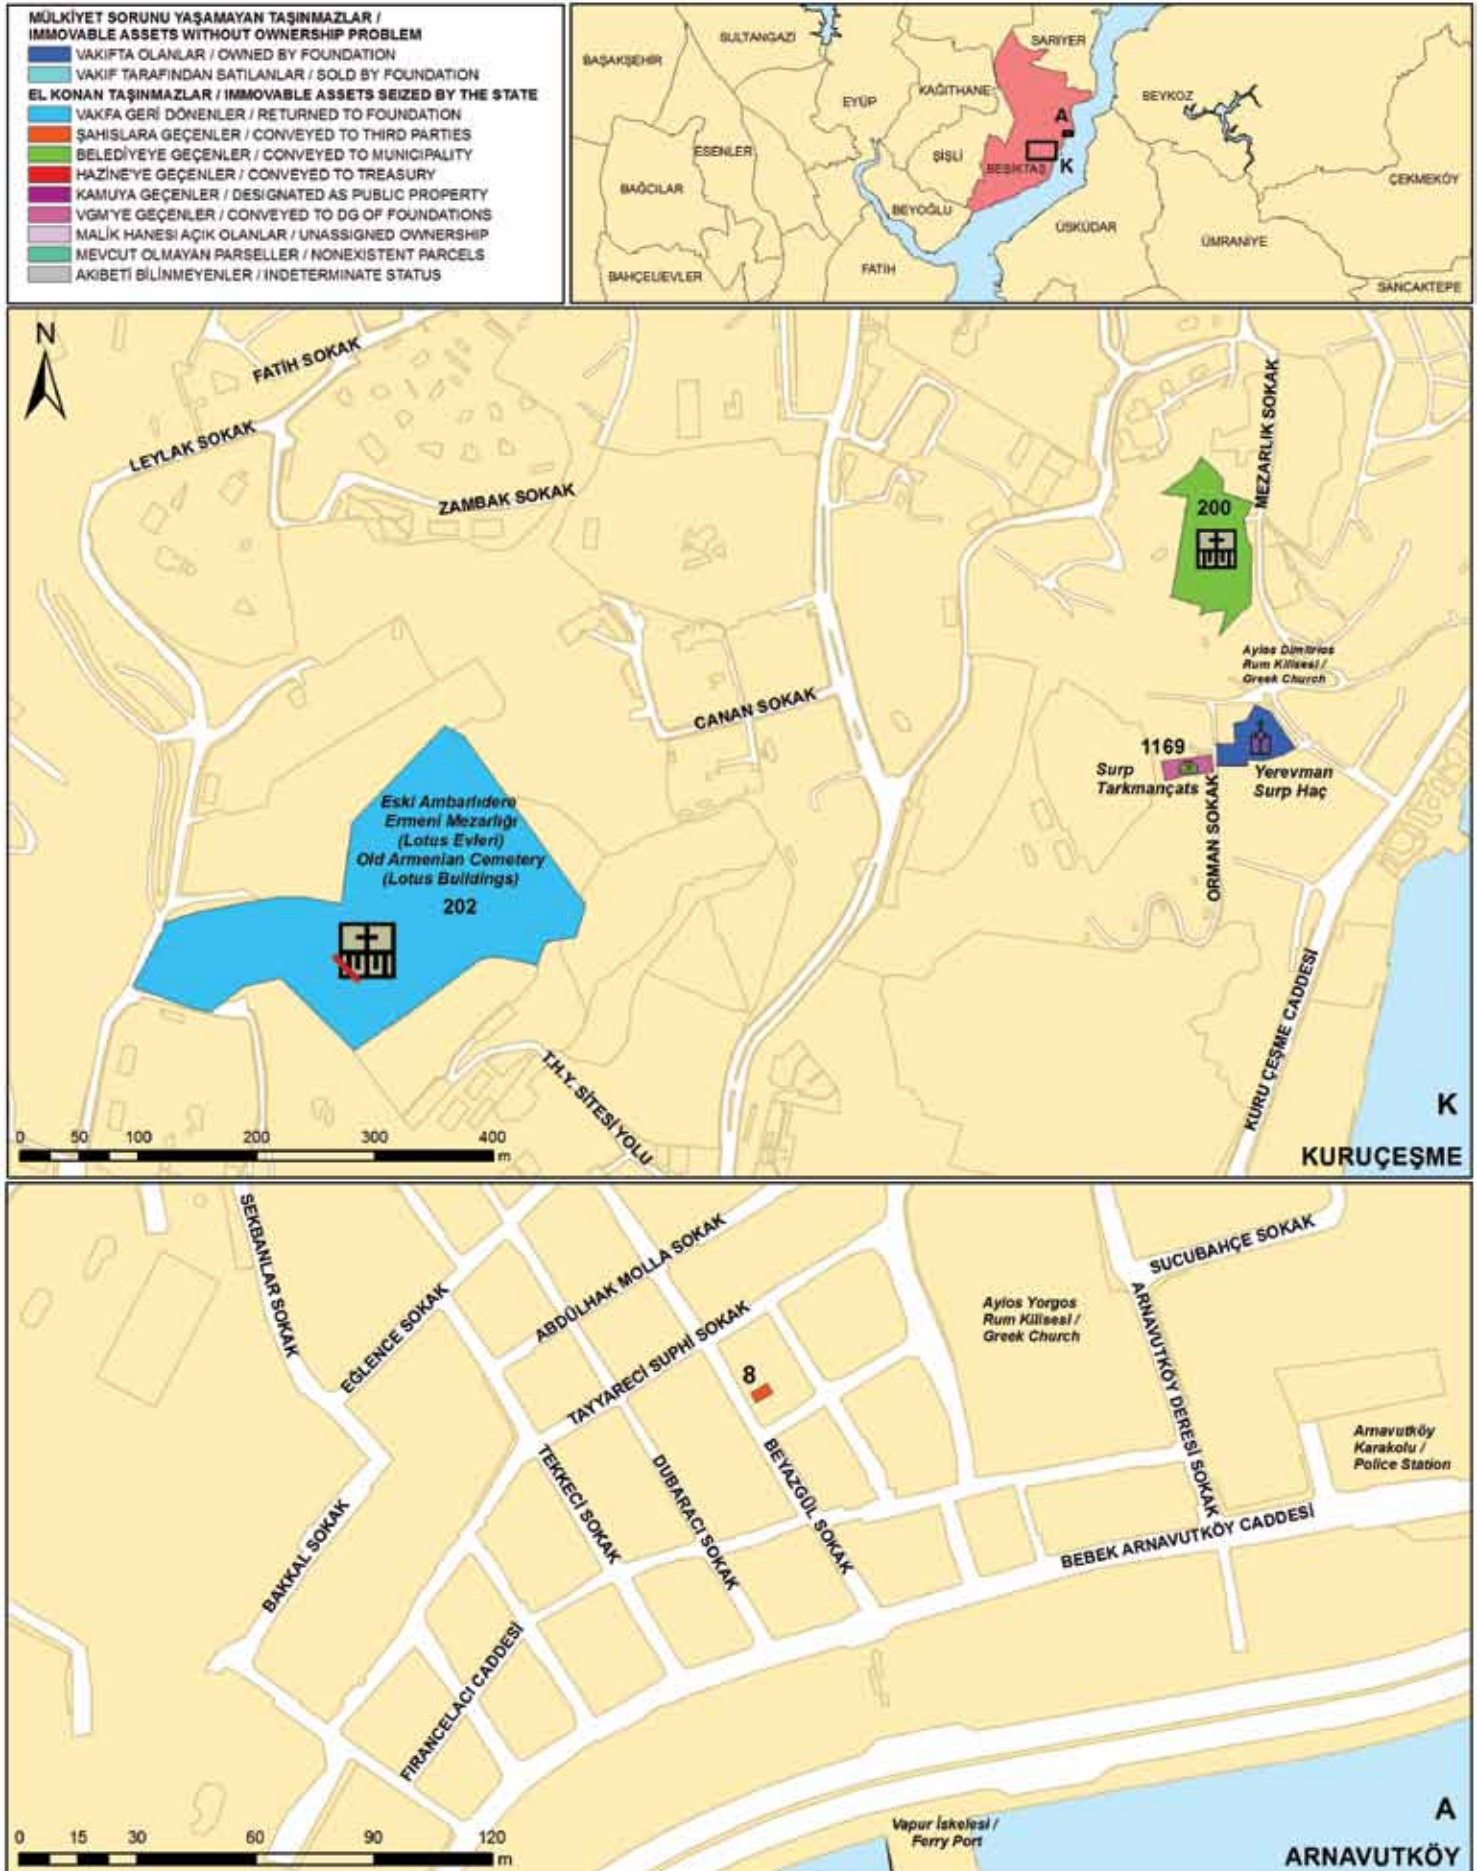 MÜLKİYET SORUNU YAŞAMAYAN TAŞINMAZLAR /
IMMOVABLE ASSETS WITHOUT OWNERSHIP PROBLEM
VAKIFTA OLANLAR / OWNED BY FOUNDATION
VAKIF TARAFINDAN SATILANLAR / SOLD BY FOUNDATION
EL KONAN TAŞINMAZLAR / IMMOVABLE ASSETS SEIZED BY THE STATE
VAKFA GERİ DÖNENLER / RETURNED TO FOUNDATION
ŞAHISLARA GEÇENLER / CONVEYED TO THIRD PARTIES
BELEDİYEYE GEÇENLER / CONVEYED TO MUNICIPALITY
HAZİNE'YE GEÇENLER / CONVEYED TO TREASURY
KAMUYA GEÇENLER / DESIGNATED AS PUBLIC PROPERTY
VGM'YE GEÇENLER / CONVEYED TO DG OF FOUNDATIONS
MALİK HANESI AÇIK OLANLAR / UNASSIGNED OWNERSHIP
MEVCUT OLMAYAN PARSELLER / NONEXISTENT PARCELS
AKIBETİ BİLİNMEYENLER / INDETERMINATE STATUS
SULTANGAZİ
SARIYER
BAŞAKŞEHİR
EYÜP
KAĞITHANE
BEYKOZ
A
ESENLER
ŞİŞLİ
BEŞİKTAŞ
K
BAĞCILAR
ÇEKMEKÖY
BEYOĞLU
ÜSKÜDAR
ÜMRANİYE
BAHÇELİEVLER
FATİH
SANCAKTEPE
N
FATİH SOKAK
LEYLAK SOKAK
ZAMBAK SOKAK
MEZARLIK SOKAK
200
Ayios Dimitrios
Rum Kilisesi /
Greek Church
CANAN SOKAK
1169
Surp
Tarkmançats
Yerevman
Surp Haç
ORMAN SOKAK
Eski Ambarlıdere
Ermeni Mezarlığı
(Lotus Evleri)
Old Armenian Cemetery
(Lotus Buildings)
202
KURU ÇEŞME CADDESİ
T.H.Y. SİTESİ YOLU
0 50 100 200 300 400 m
K
KURUÇEŞME
SEKBANLAR SOKAK
EĞLENCE SOKAK
ABDÜLHAK MOLLA SOKAK
TAYYARECİ SUPHİ SOKAK
SUCUBAHÇE SOKAK
Ayios Yorgos
Rum Kilisesi /
Greek Church
ARNAVUTKÖY DERESİ SOKAK
8
Arnavutköy
Karakolu /
Police Station
TEKKECİ SOKAK
DUBARACI SOKAK
BEYAZGÜL SOKAK
BAKKAL SOKAK
BEBEK ARNAVUTKÖY CADDESİ
FIRANCELACI CADDESİ
Vapur İskelesi /
Ferry Port
0 15 30 60 90 120 m
A
ARNAVUTKÖY